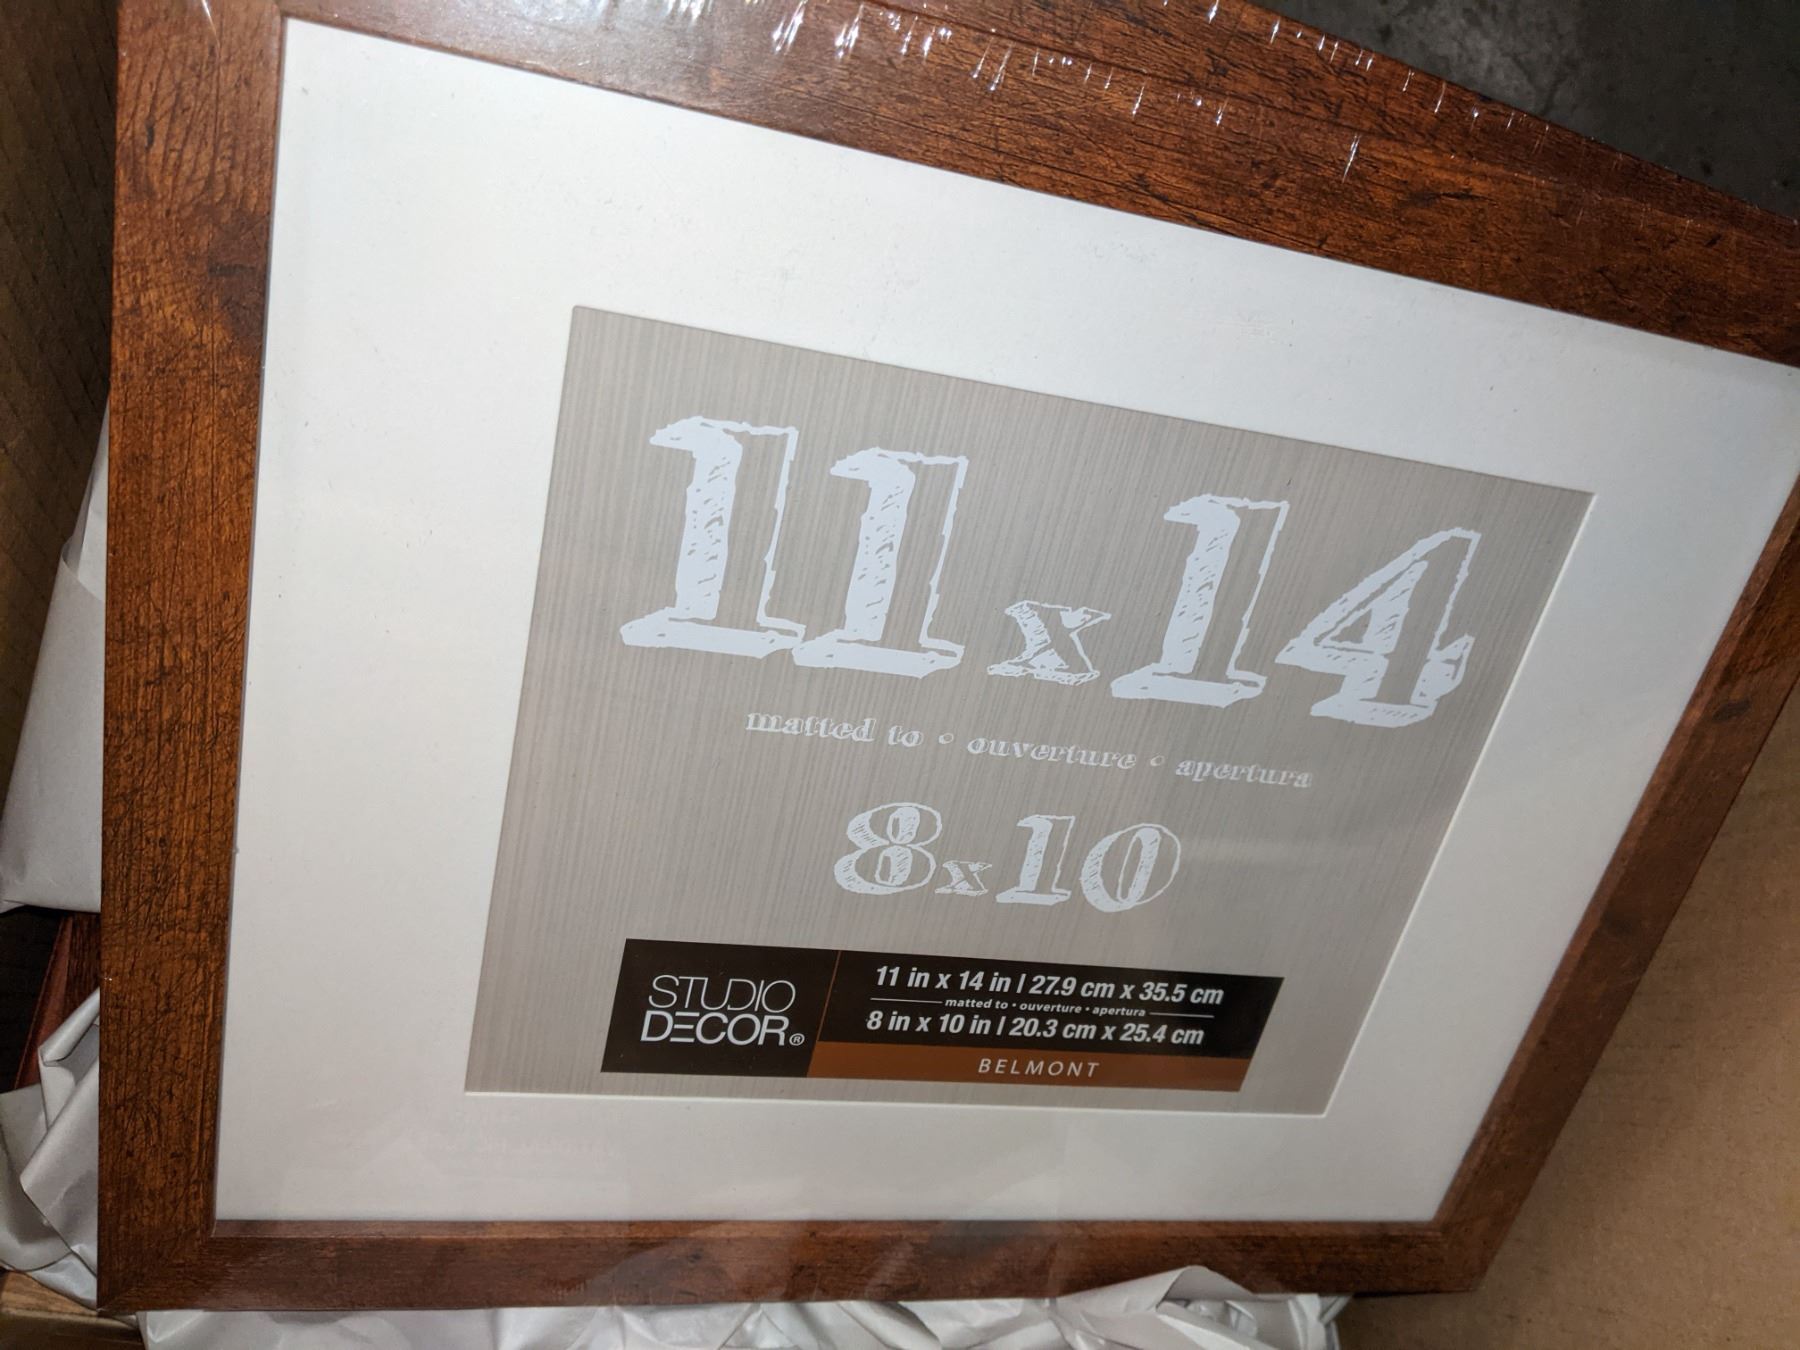 11x14
matted to • ouverture • apertura
8x10
STUDIO
DECOR®
11 in x 14 in | 27.9 cm x 35.5 cm
matted to • ouverture • apertura
8 in x 10 in | 20.3 cm x 25.4 cm
BELMONT